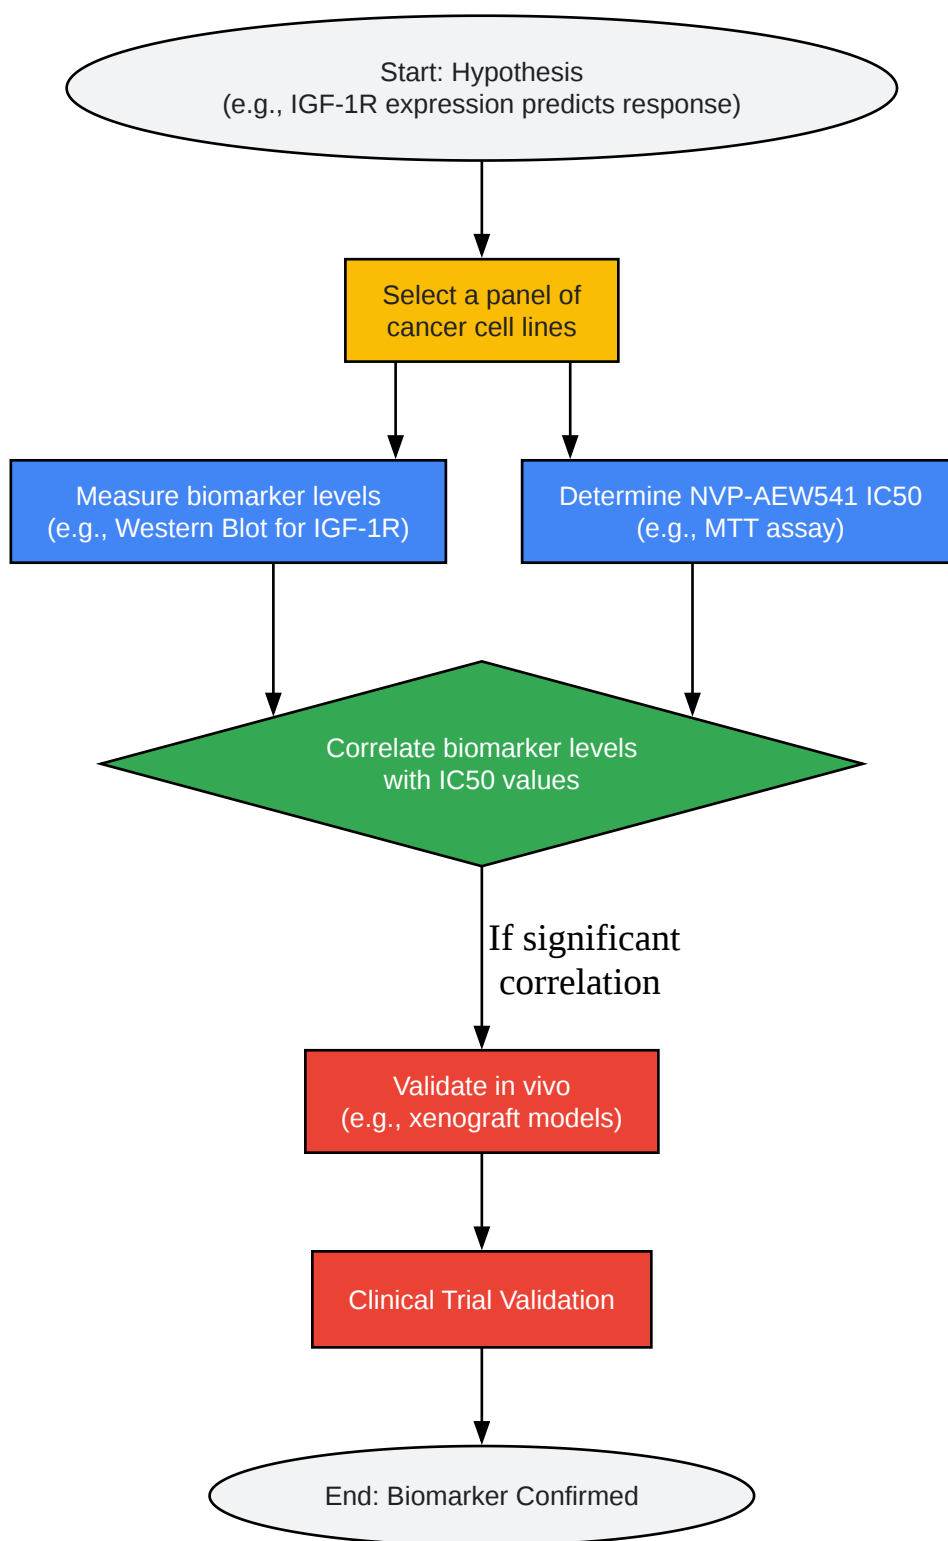 Start: Hypothesis
(e.g., IGF-1R expression predicts response)
Select a panel of
cancer cell lines
Measure biomarker levels
(e.g., Western Blot for IGF-1R)
Determine NVP-AEW541 IC50
(e.g., MTT assay)
Correlate biomarker levels
with IC50 values
If significant
correlation
Validate in vivo
(e.g., xenograft models)
Clinical Trial Validation
End: Biomarker Confirmed